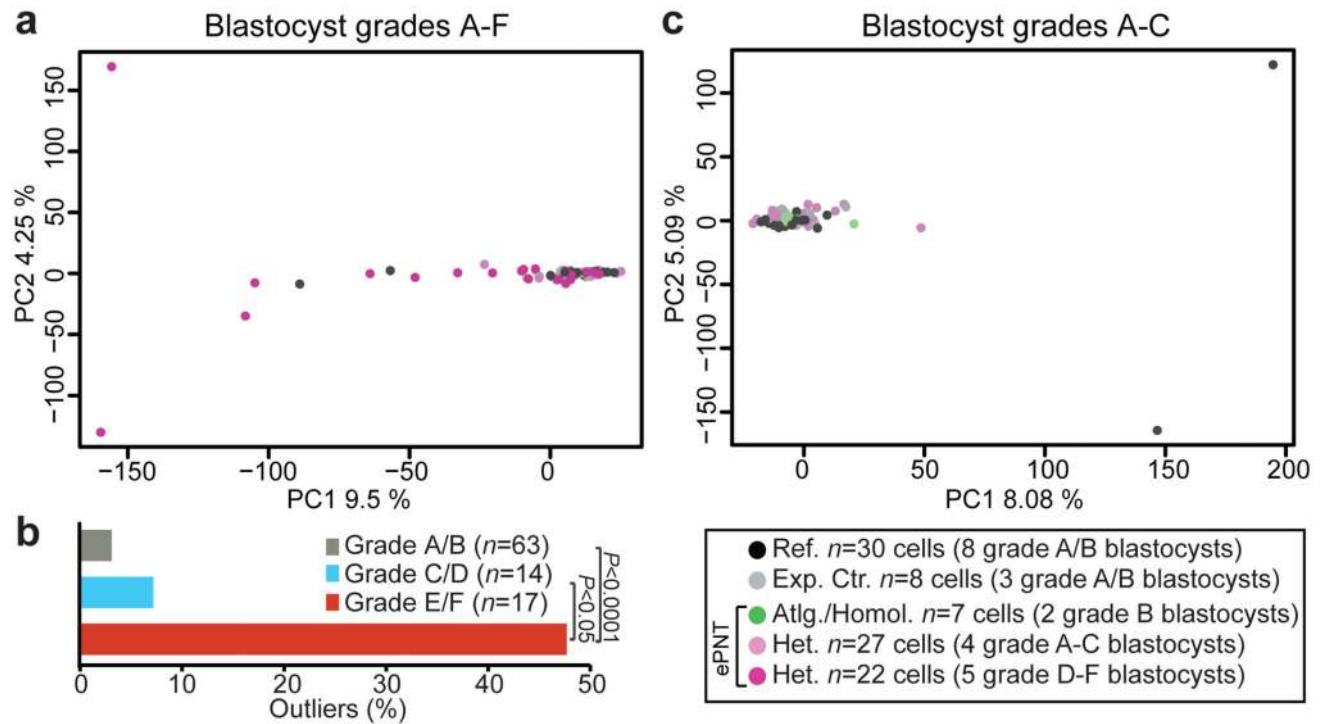 a Blastocyst grades A-F
PC2 4.25 %
150
100
50
0
−50
−100
−150 −100 −50 0
PC1 9.5 %
c Blastocyst grades A-C
PC2 5.09 %
100
50
0
−50
−100
−150
0 50 100 150 200
PC1 8.08 %
b
Grade A/B (n=63)
Grade C/D (n=14)
Grade E/F (n=17)
P<0.05
P<0.0001
0 10 20 30 40 50
Outliers (%)
Ref. n=30 cells (8 grade A/B blastocysts)
Exp. Ctr. n=8 cells (3 grade A/B blastocysts)
ePNT
Atlg./Homol. n=7 cells (2 grade B blastocysts)
Het. n=27 cells (4 grade A-C blastocysts)
Het. n=22 cells (5 grade D-F blastocysts)